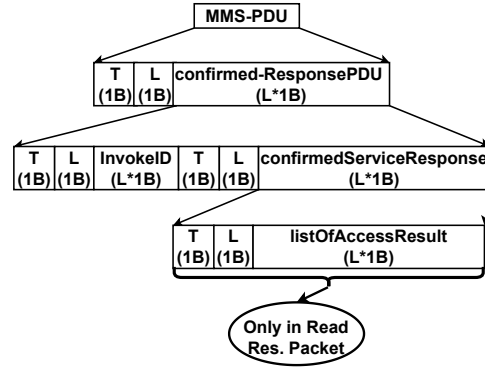 MMS-PDU
T L confirmed-ResponsePDU
(1B) (1B) (L*1B)
T L InvokeID T L confirmedServiceResponse
(1B) (1B) (L*1B) (1B) (1B) (L*1B)
T L listOfAccessResult
(1B) (1B) (L*1B)
Only in Read
Res. Packet